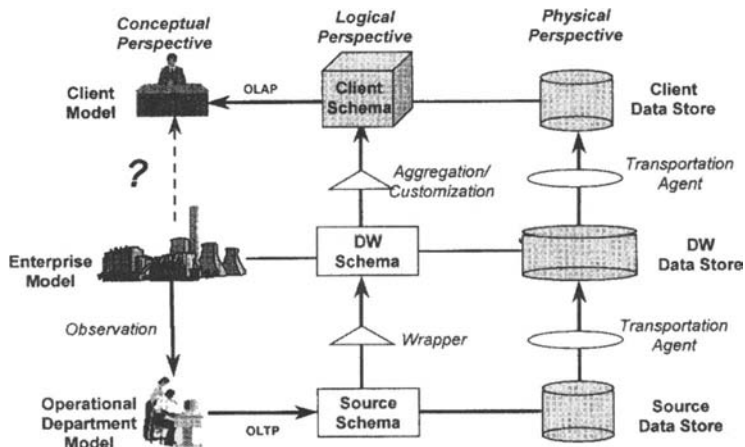 Conceptual
Perspective
Logical
Perspective
Physical
Perspective
Client
Model
OLAP
Client
Schema
Client
Data Store
?
Aggregation/
Customization
Transportation
Agent
Enterprise
Model
DW
Schema
DW
Data Store
Observation
Wrapper
Transportation
Agent
Operational
Department
Model
OLTP
Source
Schema
Source
Data Store